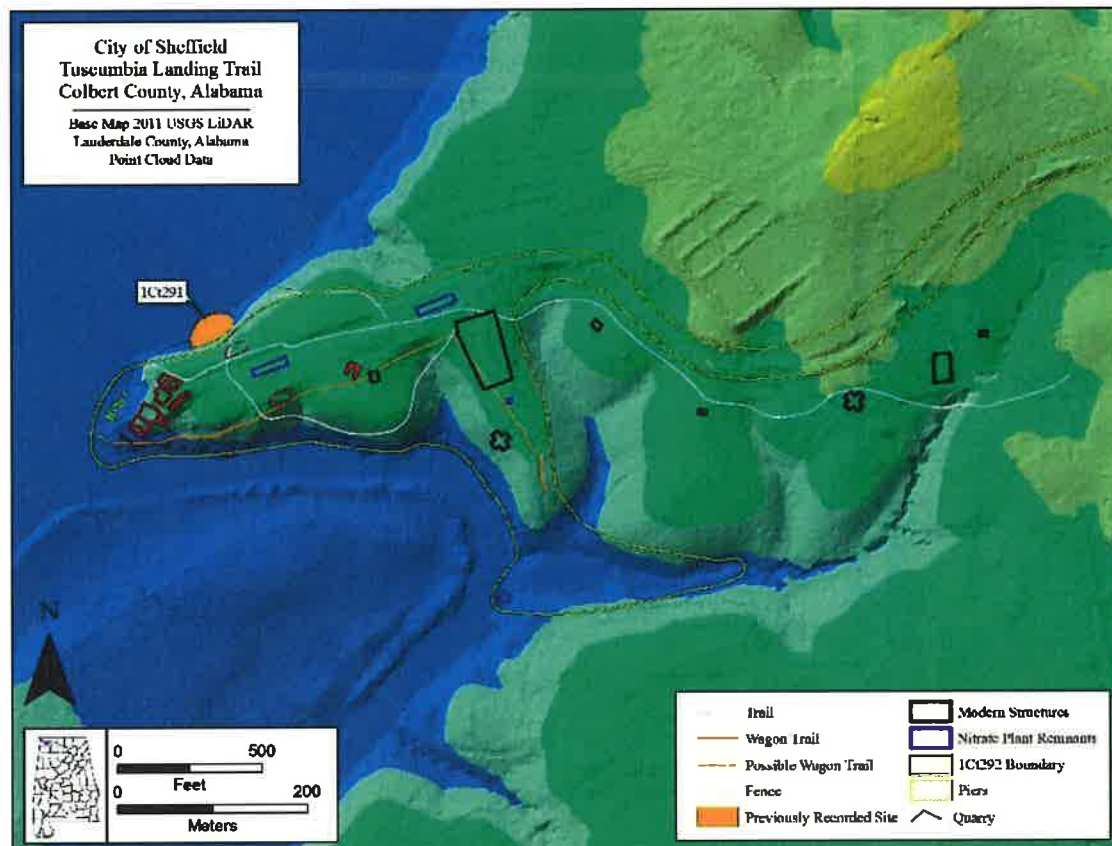 City of Sheffield
Tuscumbia Landing Trail
Colbert County, Alabama
Base Map 2011 USGS LiDAR
Lauderdale County, Alabama
Point Cloud Data
1Ct291
N
0 500
Feet
0 200
Meters
Trail
Wagon Trail
Possible Wagon Trail
Fence
Previously Recorded Site
Modern Structures
Nitrate Plant Remnants
1Ct292 Boundary
Piers
Quarry